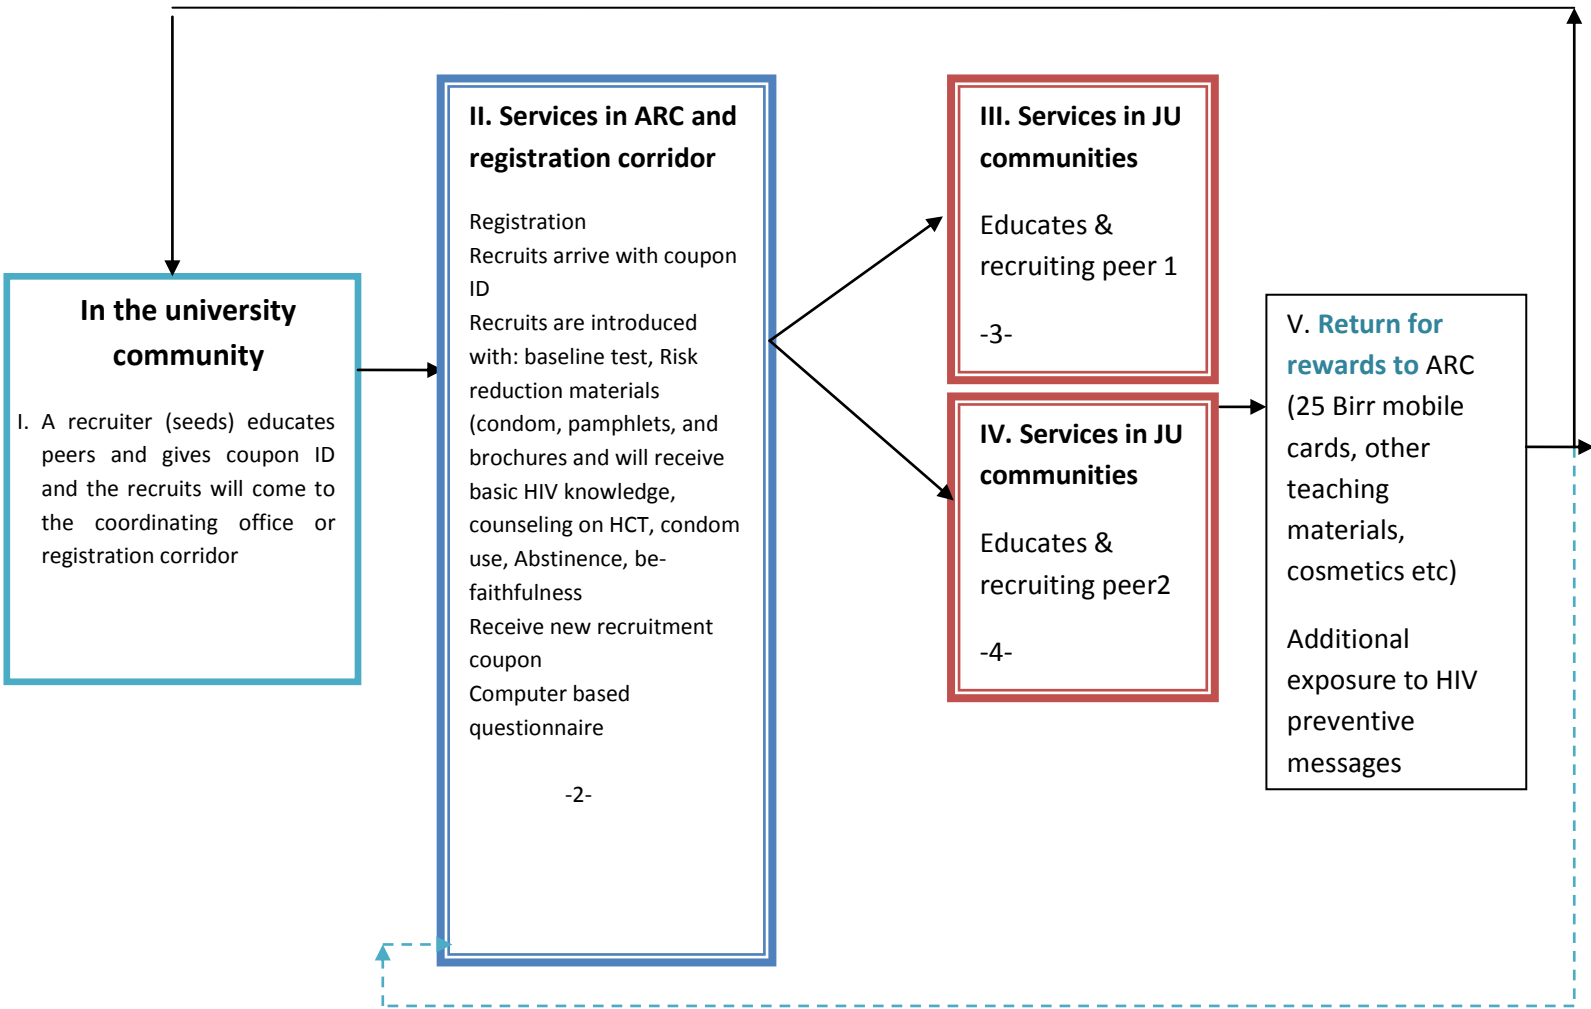 In the university
community
I. A recruiter (seeds) educates
peers and gives coupon ID
and the recruits will come to
the coordinating office or
registration corridor
II. Services in ARC and
registration corridor
Registration
Recruits arrive with coupon
ID
Recruits are introduced
with: baseline test, Risk
reduction materials
(condom, pamphlets, and
brochures and will receive
basic HIV knowledge,
counseling on HCT, condom
use, Abstinence, be-
faithfulness
Receive new recruitment
coupon
Computer based
questionnaire
-2-
III. Services in JU
communities
Educates &
recruiting peer 1
-3-
IV. Services in JU
communities
Educates &
recruiting peer2
-4-
V. Return for
rewards to ARC
(25 Birr mobile
cards, other
teaching
materials,
cosmetics etc)
Additional
exposure to HIV
preventive
messages